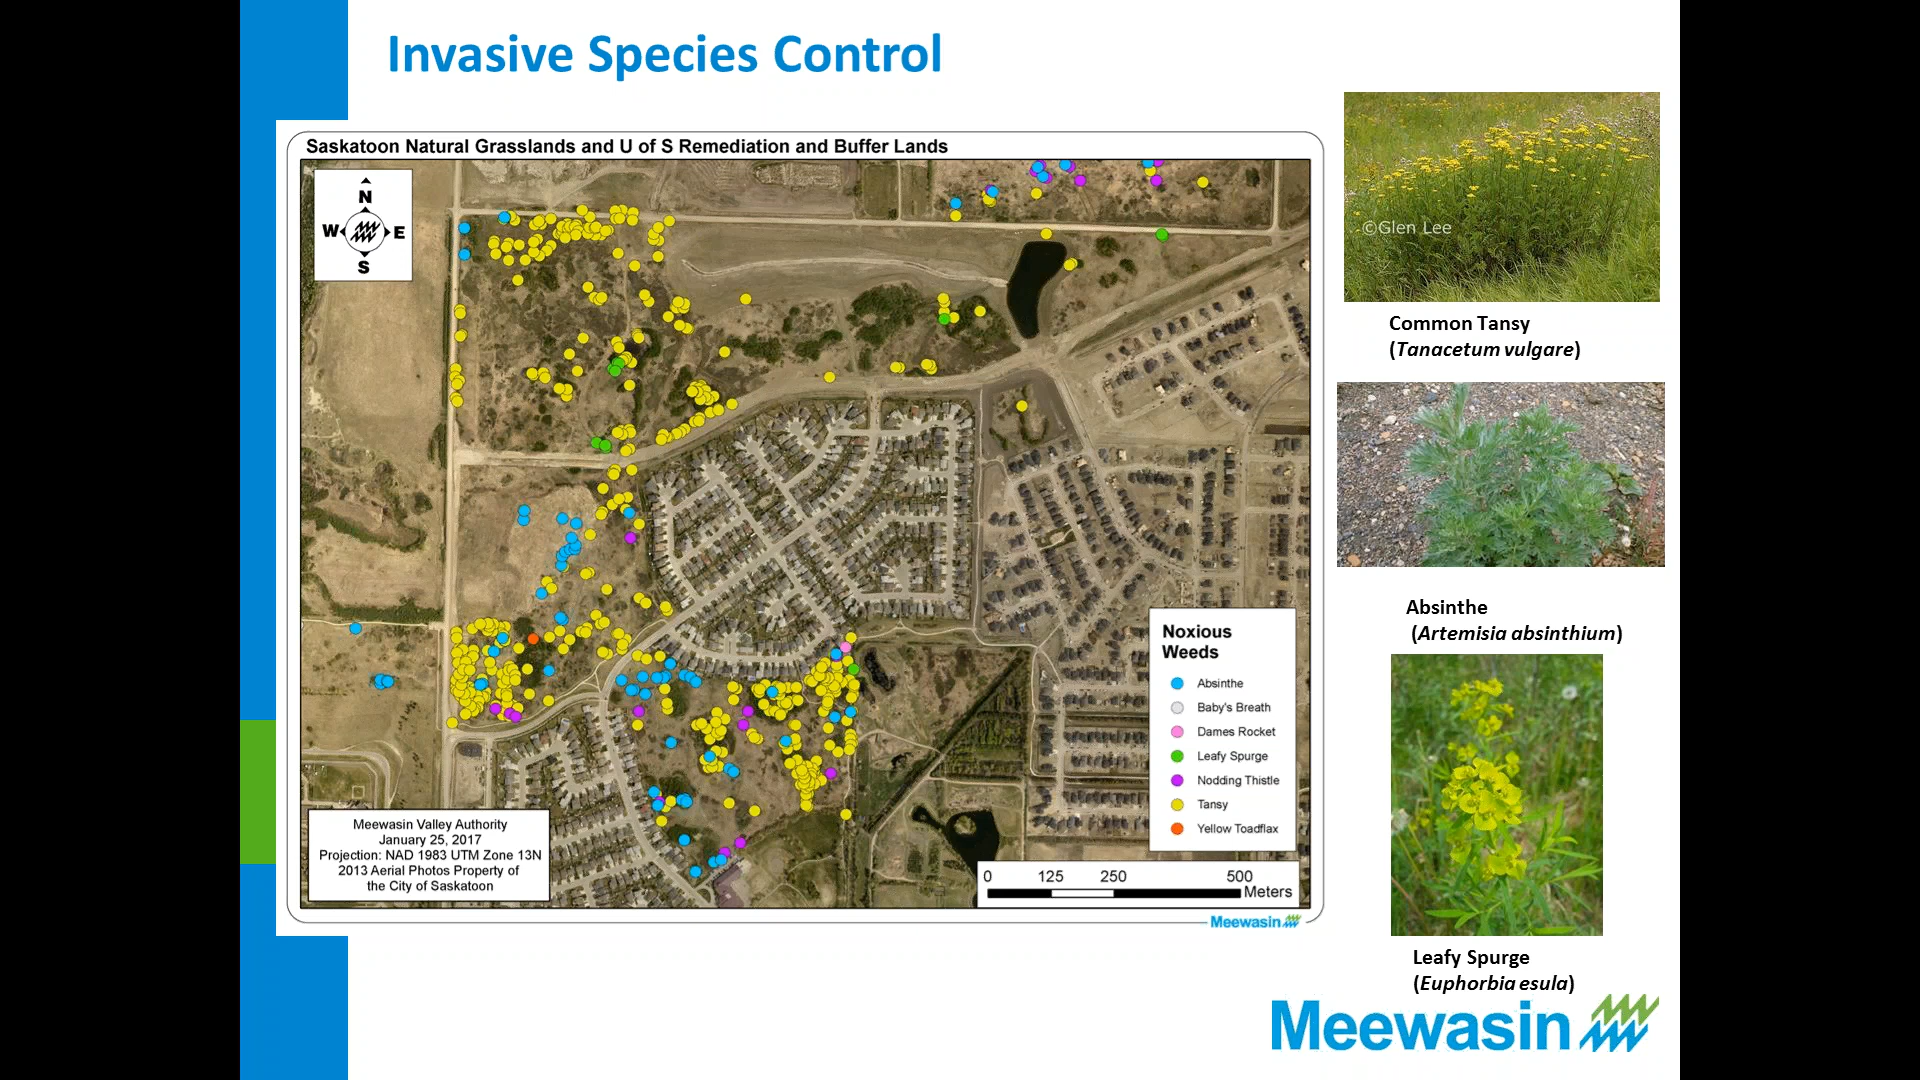 Invasive Species Control
Saskatoon Natural Grasslands and U of S Remediation and Buffer Lands
N
W
E
S
Noxious
Weeds
Absinthe
Baby's Breath
Dames Rocket
Leafy Spurge
Nodding Thistle
Tansy
Yellow Toadflax
Meewasin Valley Authority
January 25, 2017
Projection: NAD 1983 UTM Zone 13N
2013 Aerial Photos Property of
the City of Saskatoon
0 125 250 500
Meters
Meewasin
©Glen Lee
Common Tansy
(Tanacetum vulgare)
Absinthe
(Artemisia absinthium)
Leafy Spurge
(Euphorbia esula)
Meewasin